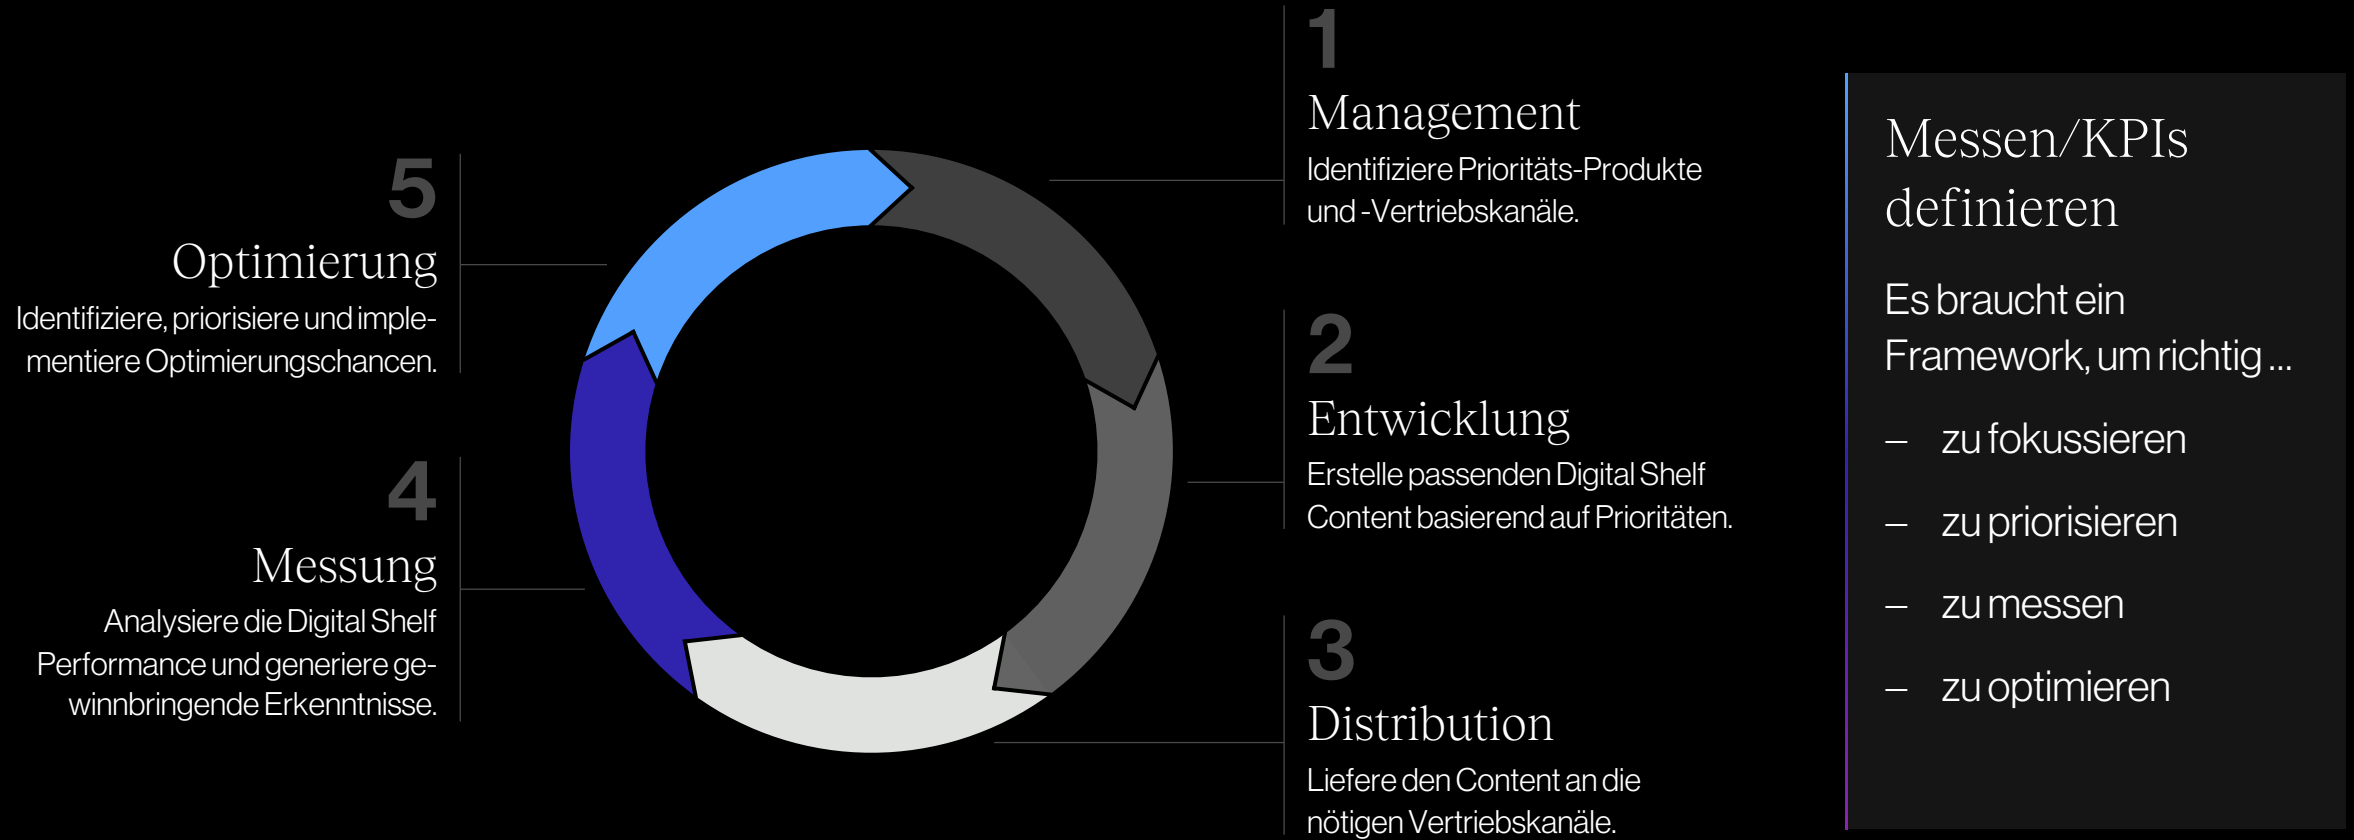 1
Management
Identifiziere Prioritäts-Produkte
und -Vertriebskanäle.
2
Entwicklung
Erstelle passenden Digital Shelf
Content basierend auf Prioritäten.
3
Distribution
Liefere den Content an die
nötigen Vertriebskanäle.
4
Messung
Analysiere die Digital Shelf
Performance und generiere ge-
winnbringende Erkenntnisse.
5
Optimierung
Identifiziere, priorisiere und imple-
mentiere Optimierungschancen.
Messen/KPIs
definieren
Es braucht ein
Framework, um richtig ...
– zu fokussieren
– zu priorisieren
– zu messen
– zu optimieren